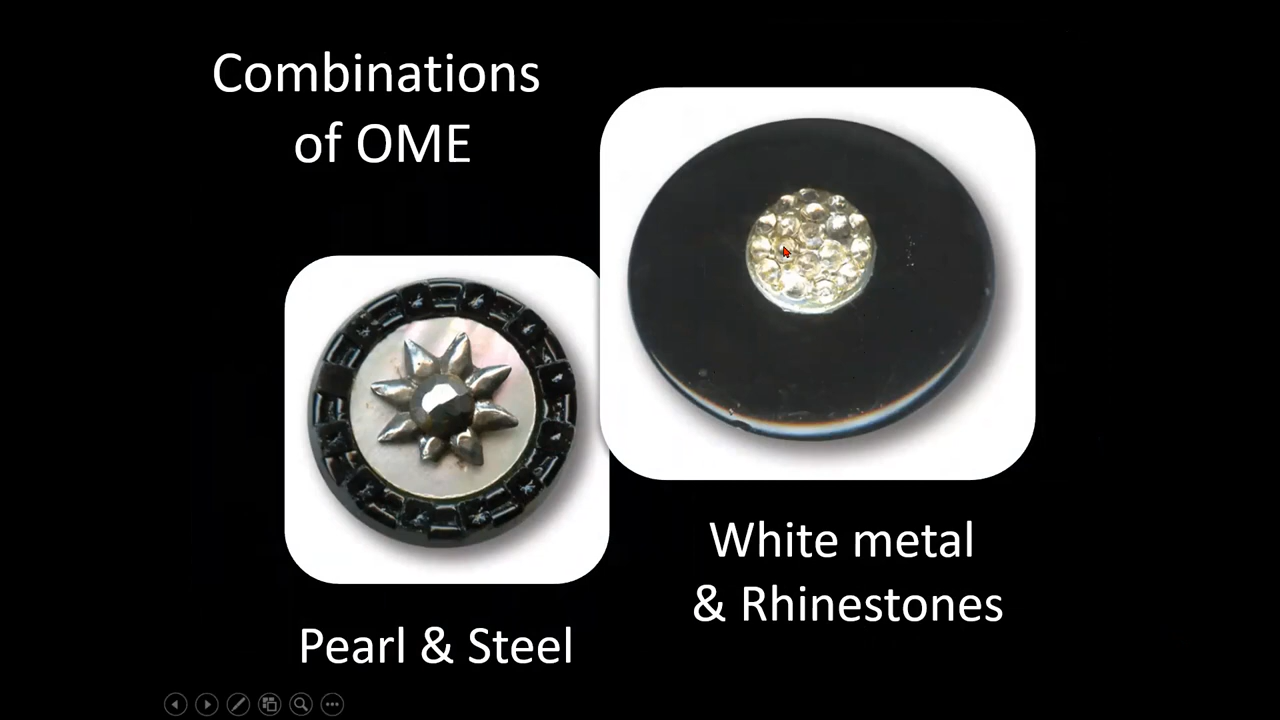 Combinations
of OME
White metal
& Rhinestones
Pearl & Steel